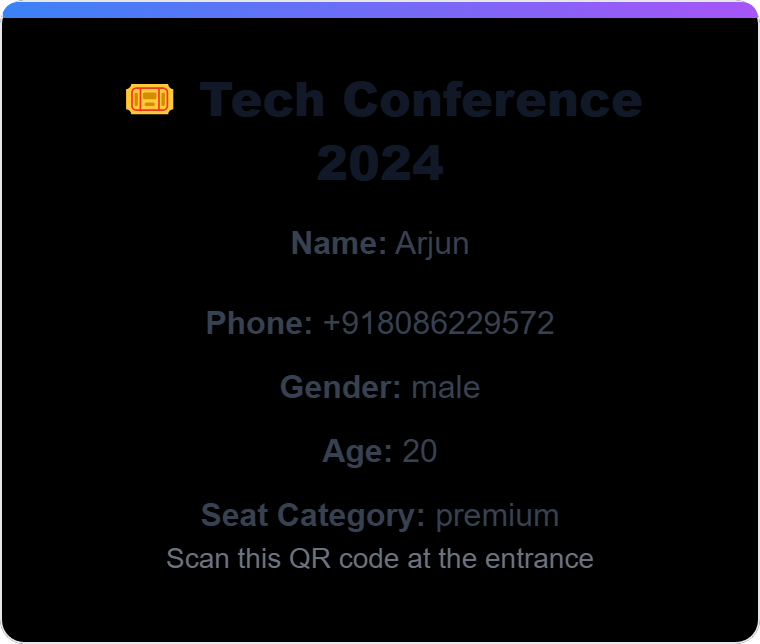 🎫 Tech Conference
2024
Name: Arjun
Phone: +918086229572
Gender: male
Age: 20
Seat Category: premium
Scan this QR code at the entrance